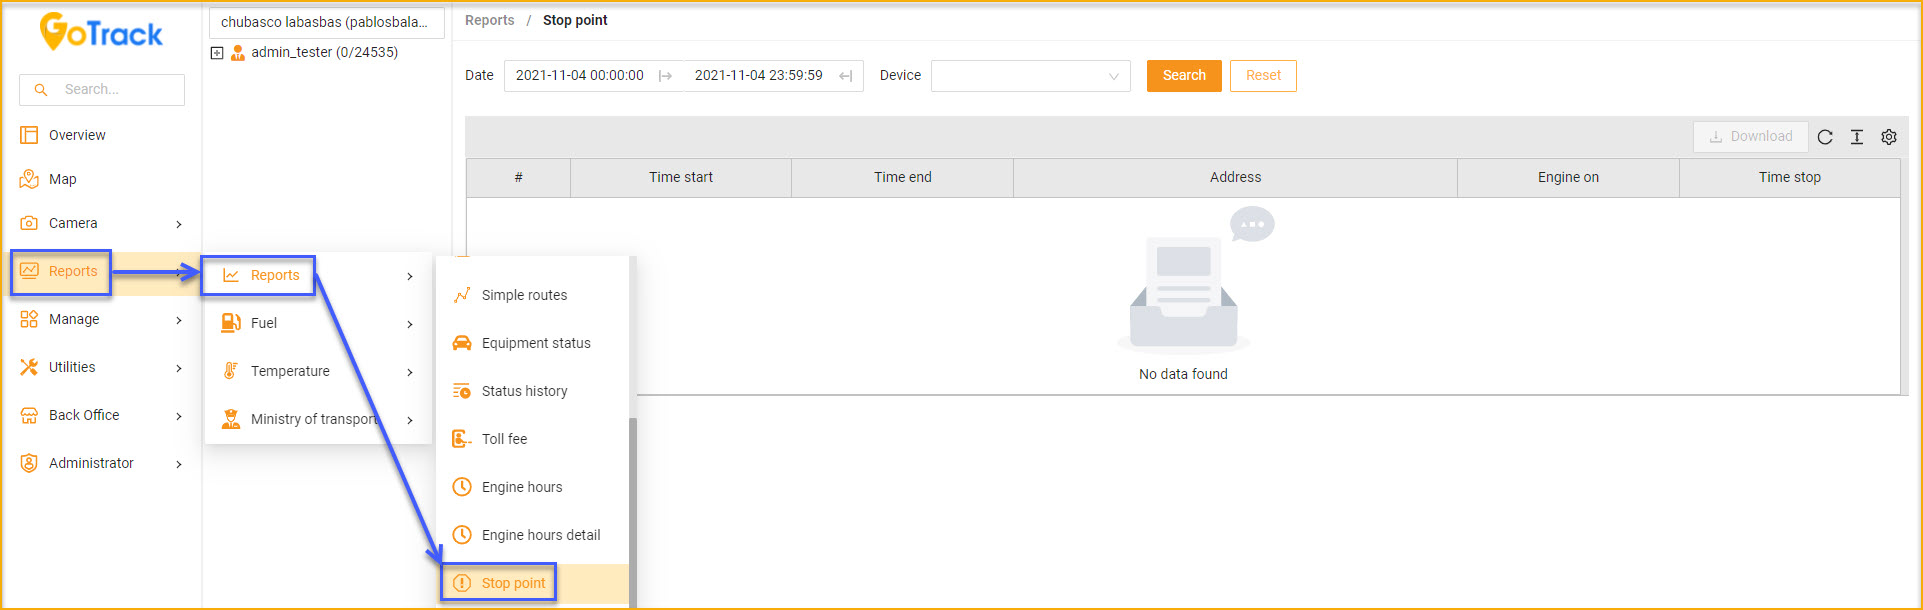 GoTrack
Search...
Overview
Map
Camera
Reports
Manage
Utilities
Back Office
Administrator
chubasco labasbas (pablosbala...
admin_tester (0/24535)
Reports
Fuel
Temperature
Ministry of transport
Simple routes
Equipment status
Status history
Toll fee
Engine hours
Engine hours detail
Stop point
Reports / Stop point
Date 2021-11-04 00:00:00 2021-11-04 23:59:59 Device Search Reset
Download
# Time start Time end Address Engine on Time stop
No data found